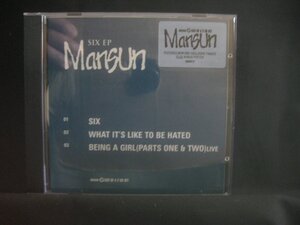 SIX EP
Mansun
Mansun
01 SIX
02 WHAT IT'S LIKE TO BE HATED
03 BEING A GIRL (PARTS ONE & TWO) LIVE